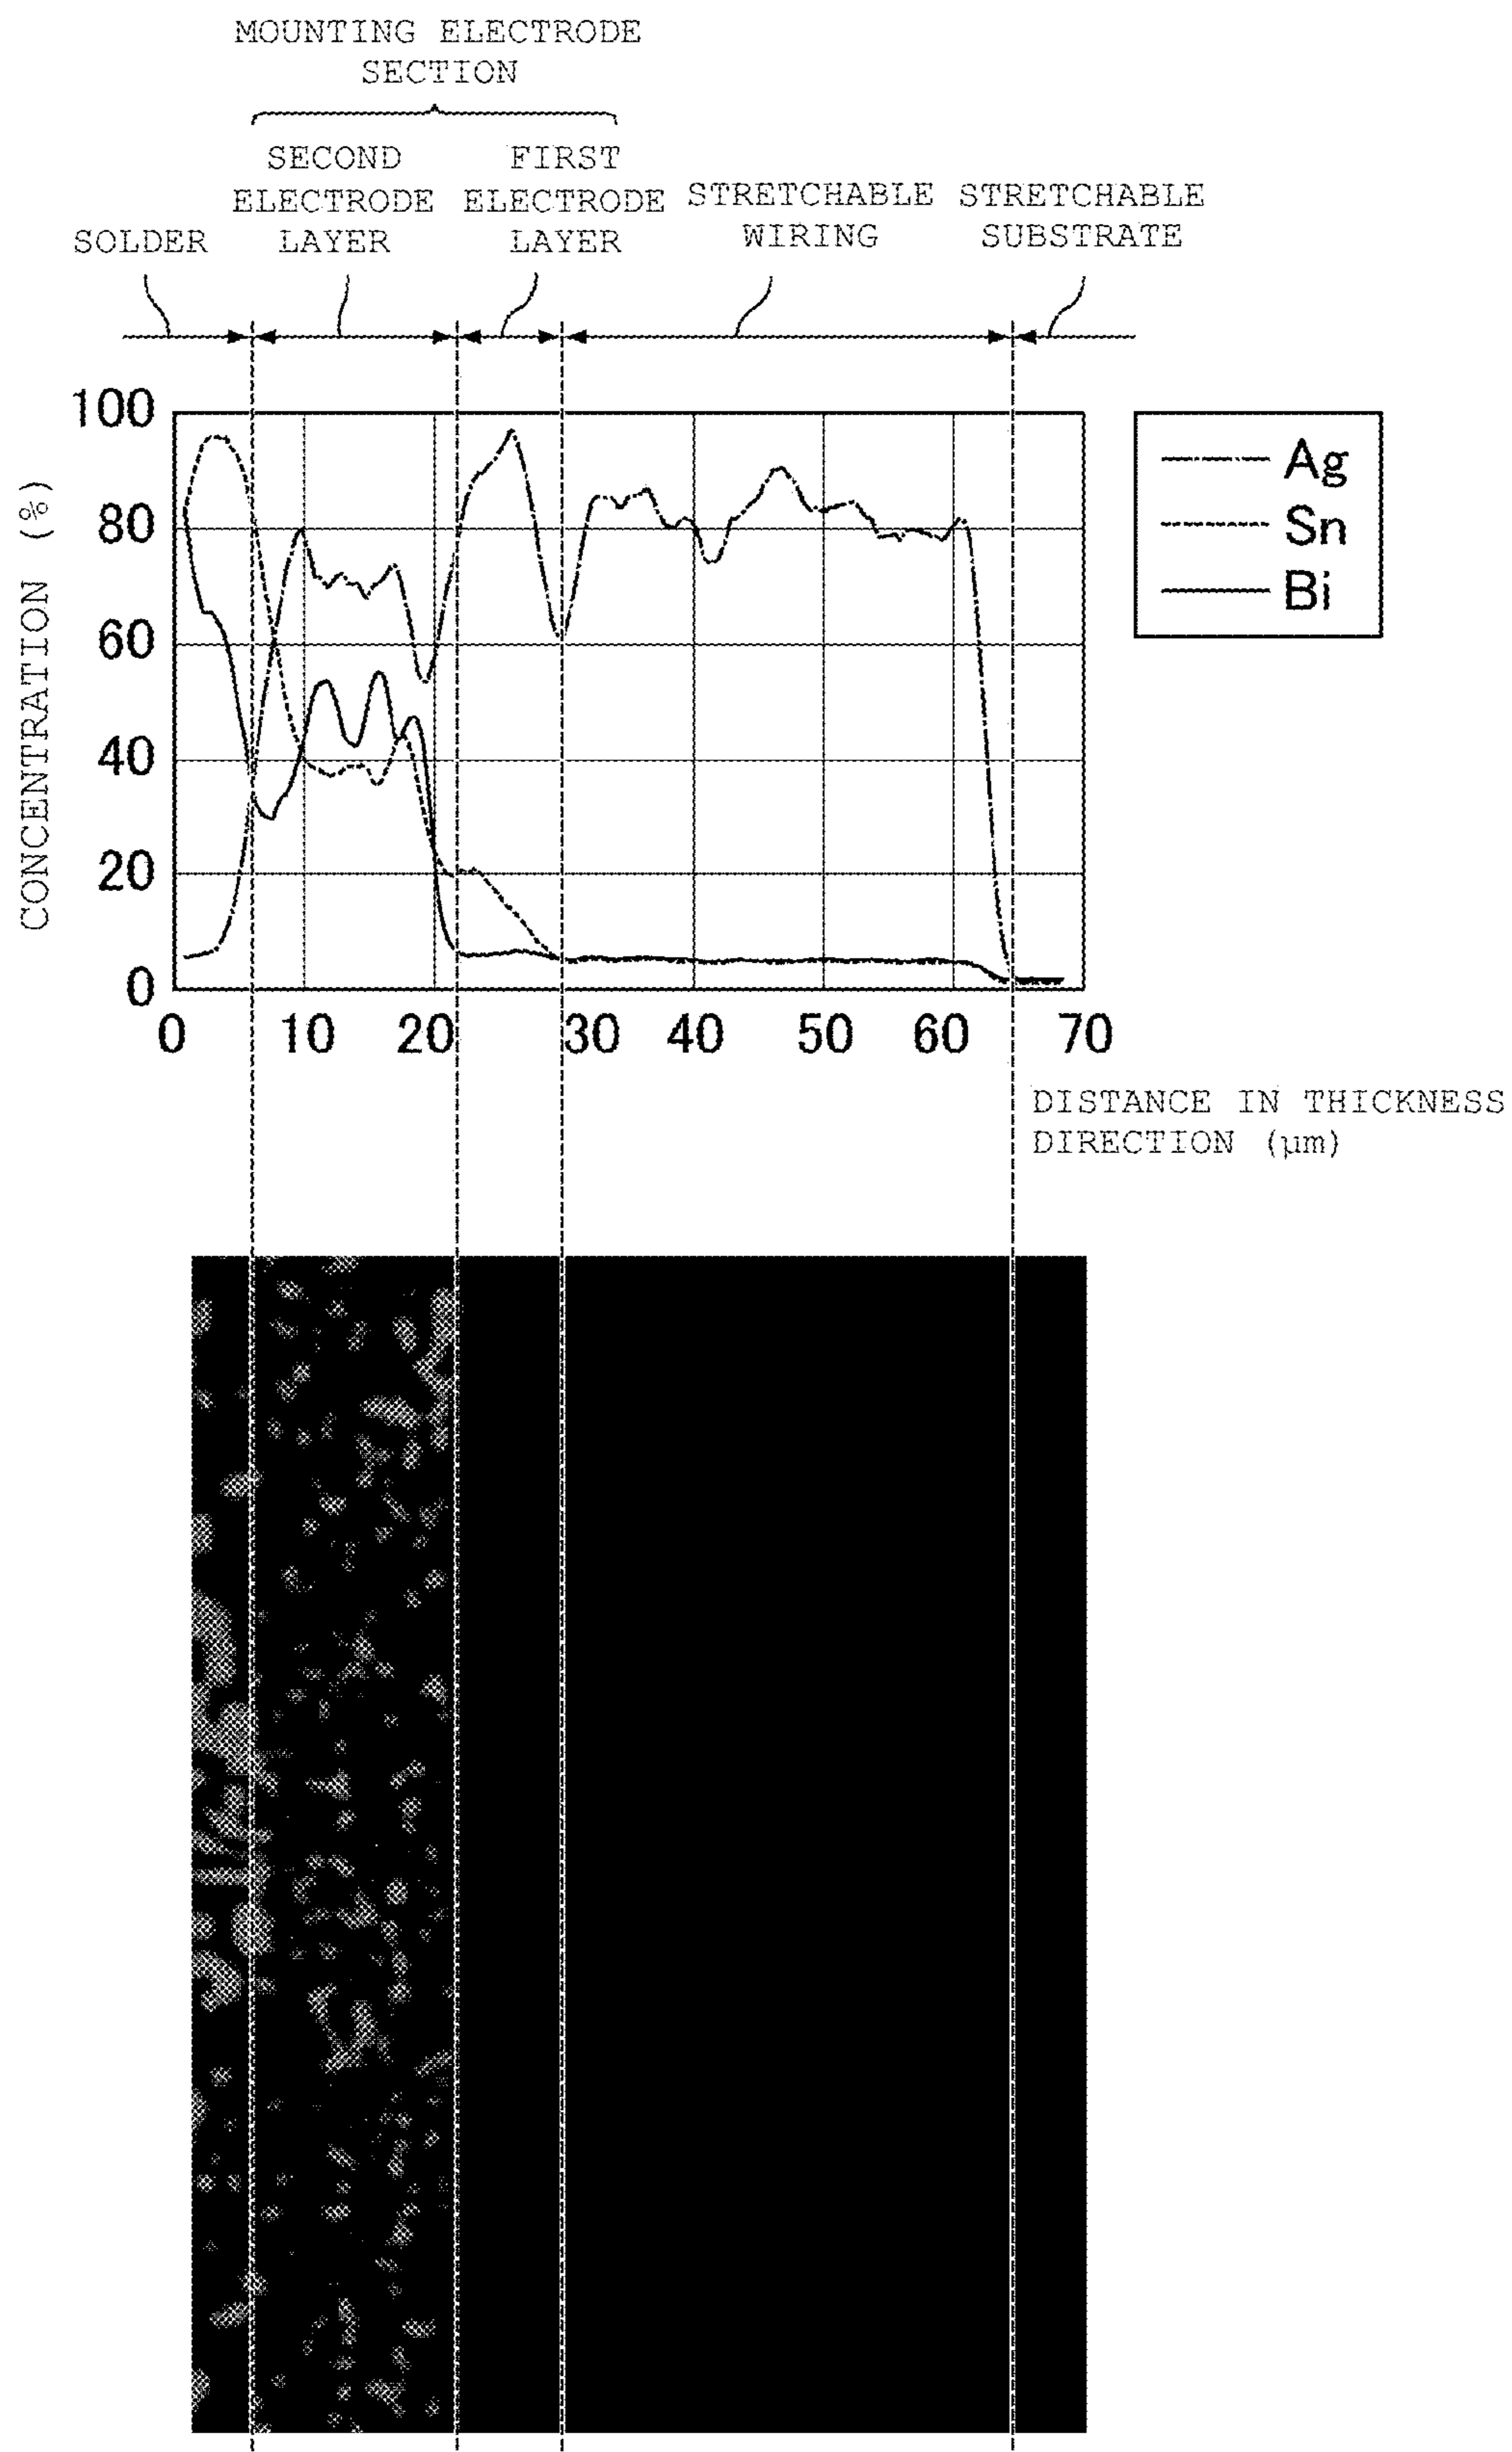 MOUNTING ELECTRODE
SECTION
SECOND
ELECTRODE
LAYER
FIRST
ELECTRODE
LAYER
SOLDER
STRETCHABLE
WIRING
STRETCHABLE
SUBSTRATE
CONCENTRATION (%)
100
80
60
40
20
0
0 10 20 30 40 50 60 70
DISTANCE IN THICKNESS
DIRECTION (μm)
Ag
Sn
Bi